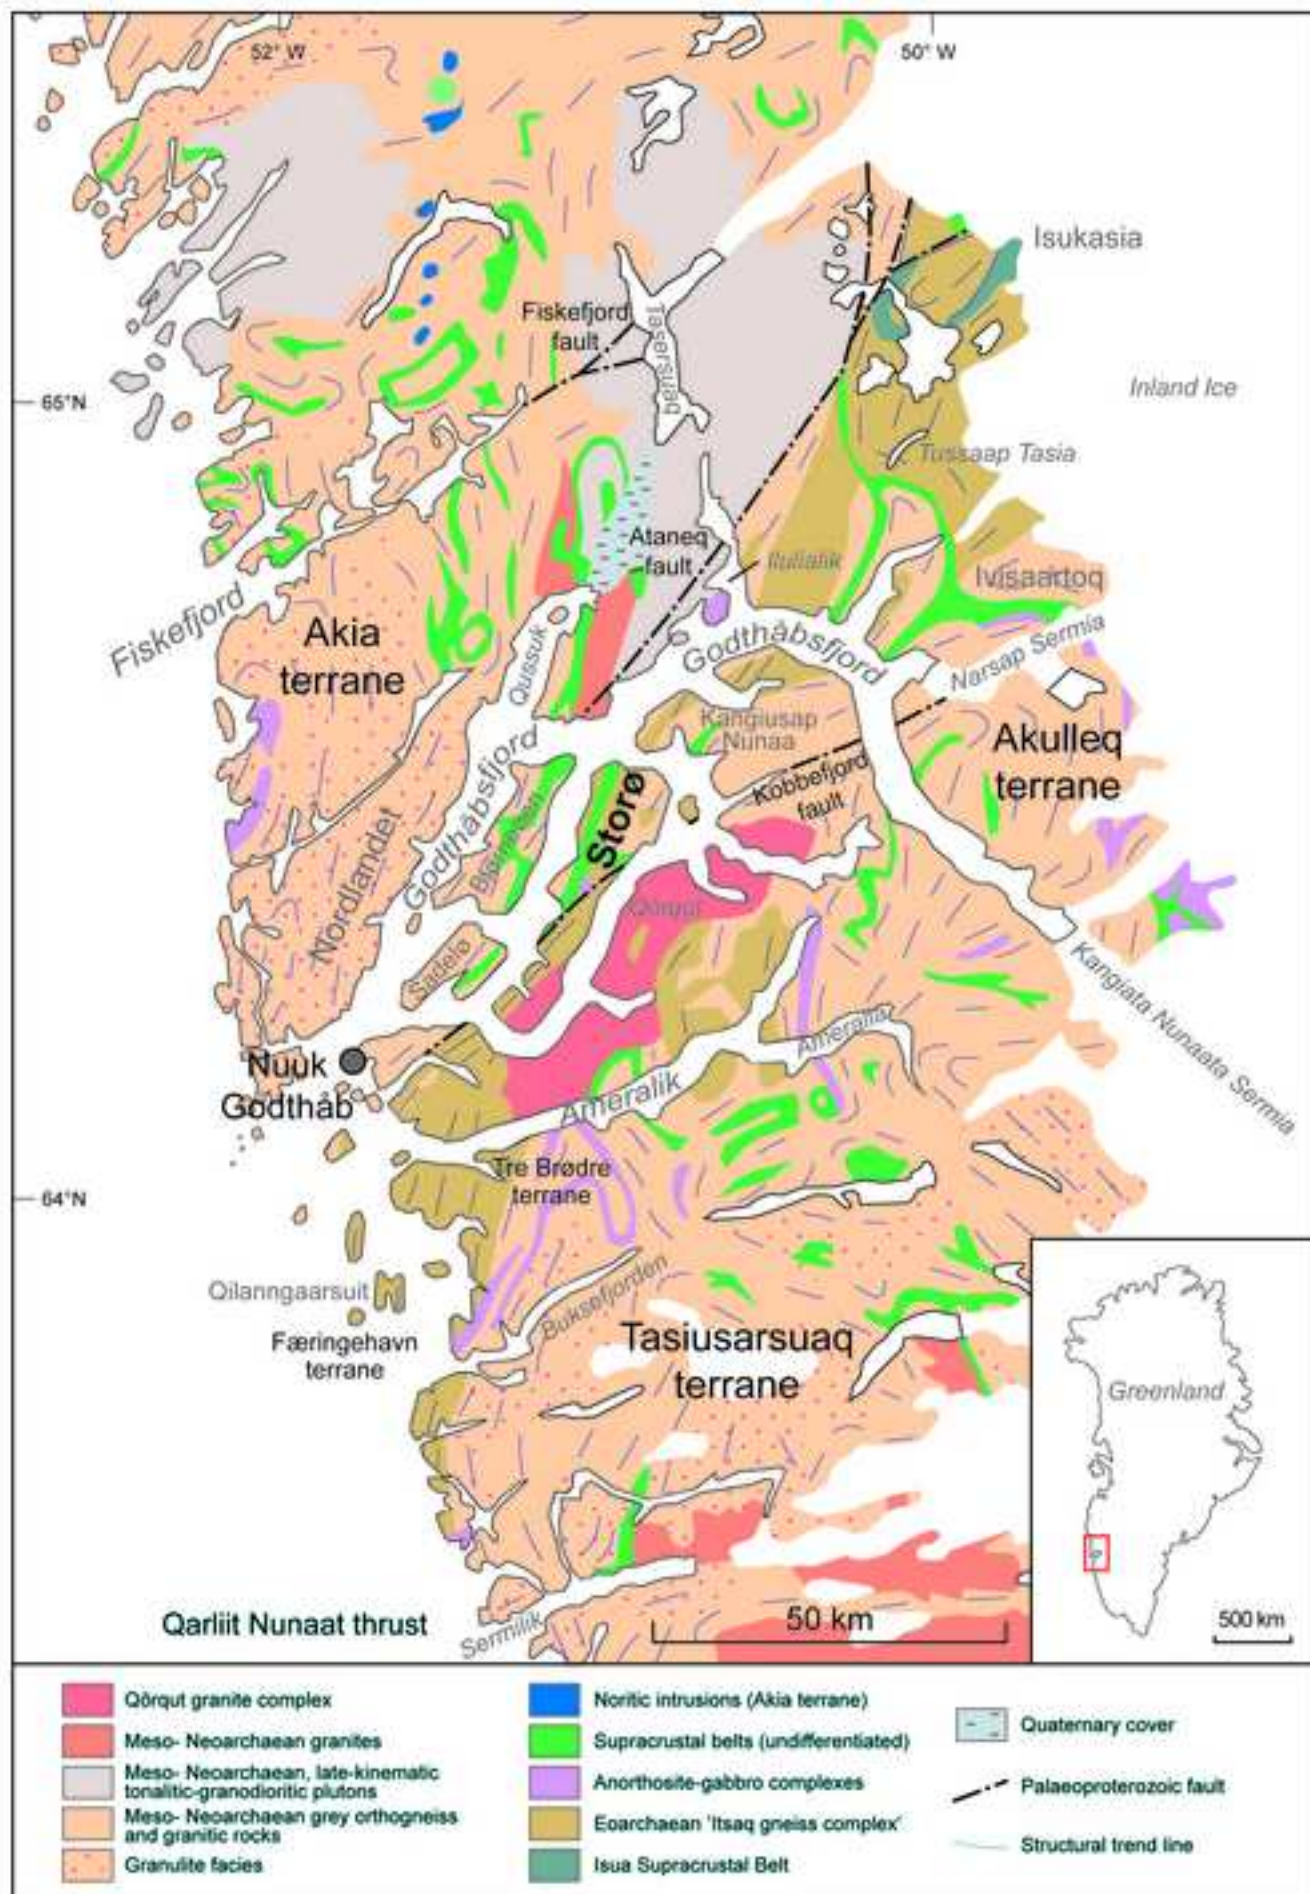 52° W
50° W
Isukasia
Fiskefjord
fault
Tasersuaq
Inland Ice
65°N
Tussaap Tasia
Ataneq
fault
Ilulialik
Ivisaartoq
Fiskefjord
Akia
terrane
Qussuk
Godthåbsfjord
Narsap Sermia
Kangiusap
Nunaa
Akulleq
terrane
Godthåbsfjord
Kobbefjord
fault
Storø
Bjørneøen
Nordlandet
Qôrqut
Sadelø
Kangiata Nunaata Sermia
Ameralla
Nuuk
Godthåb
Ameralik
Tre Brødre
terrane
64°N
Qilanngaarsuit
Buksefjorden
Færingehavn
terrane
Tasiusarsuaq
terrane
Greenland
Qarliit Nunaat thrust
Sermilik
50 km
500 km
Qôrqut granite complex
Meso- Neoarchaean granites
Meso- Neoarchaean, late-kinematic
tonalitic-granodioritic plutons
Meso- Neoarchaean grey orthogneiss
and granitic rocks
Granulite facies
Noritic intrusions (Akia terrane)
Supracrustal belts (undifferentiated)
Anorthosite-gabbro complexes
Eoarchaean 'Itsaq gneiss complex'
Isua Supracrustal Belt
Quaternary cover
Palaeoproterozoic fault
Structural trend line